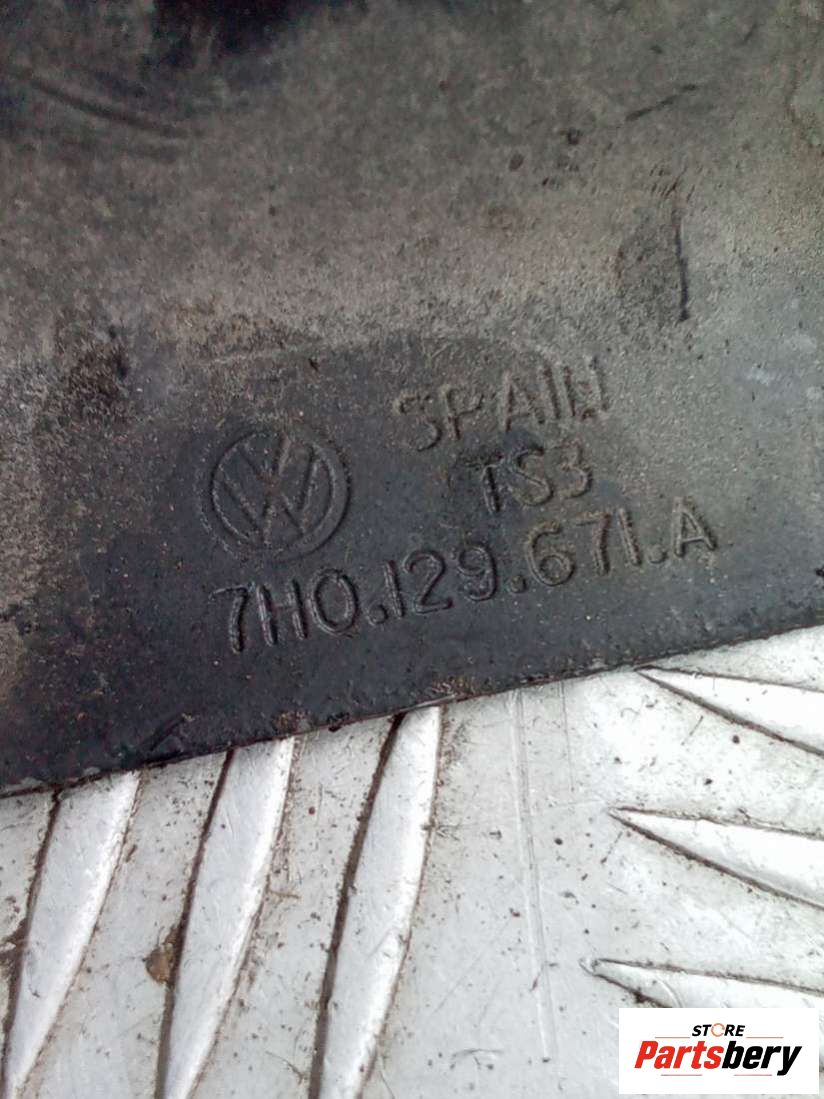 SPAIN
TS3
7H0.129.671.A
STORE
Partsbery